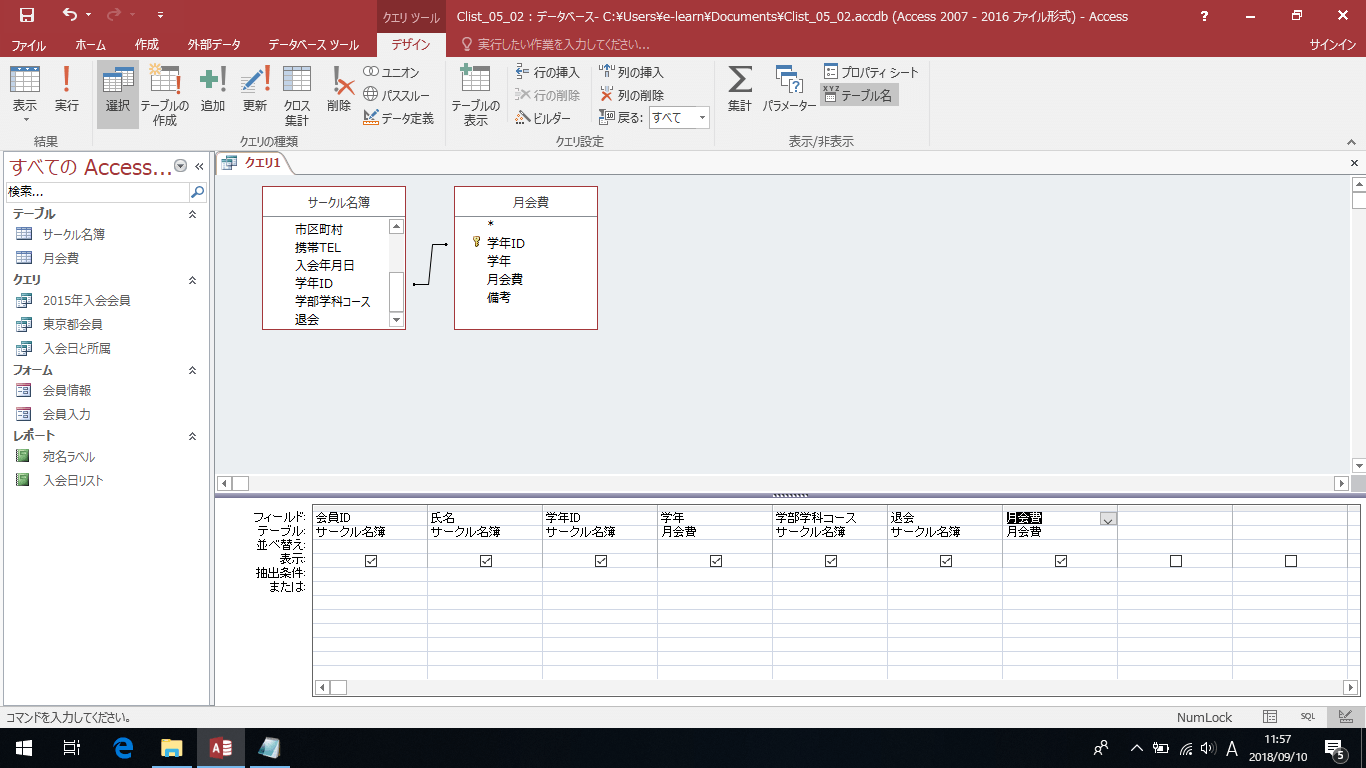 クエリ ツール
Clist_05_02 : データベース- C:¥Users¥e-learn¥Documents¥Clist_05_02.accdb (Access 2007 - 2016 ファイル形式) - Access
?
ファイル ホーム 作成 外部データ データベース ツール デザイン 実行したい作業を入力してください... サインイン
表示 実行
結果
選択 テーブルの作成 追加 更新 クロス集計 削除
ユニオン
パススルー
データ定義
クエリの種類
テーブルの表示
行の挿入
行の削除
ビルダー
列の挿入
列の削除
戻る: すべて
クエリ設定
集計 パラメーター
プロパティ シート
XYZ テーブル名
表示/非表示
すべての Access... «
検索...
テーブル
サークル名簿
月会費
クエリ
2015年入会会員
東京都会員
入会日と所属
フォーム
会員情報
会員入力
レポート
宛名ラベル
入会日リスト
クエリ1
サークル名簿
市区町村
携帯TEL
入会年月日
学年ID
学部学科コース
退会
月会費
*
学年ID
学年
月会費
備考
フィールド: 会員ID 氏名 学年ID 学年 学部学科コース 退会 月会費
テーブル: サークル名簿 サークル名簿 サークル名簿 月会費 サークル名簿 サークル名簿 月会費
並べ替え:
表示:
抽出条件:
または:
コマンドを入力してください。
NumLock SQL
A 11:57
2018/09/10
5